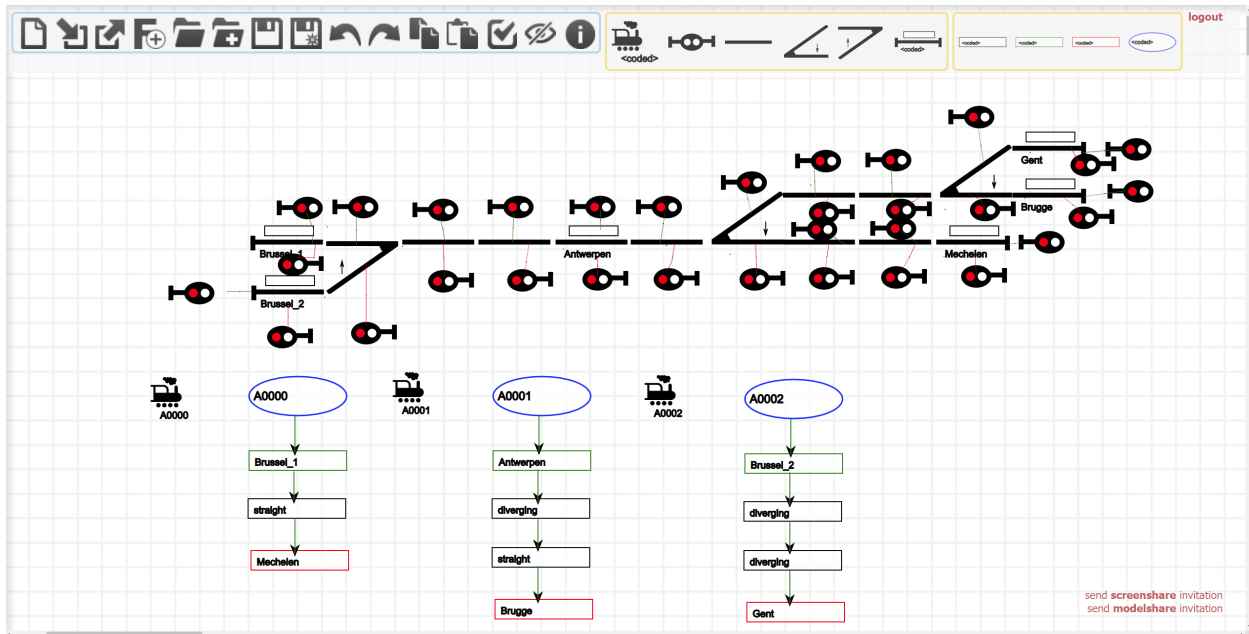 logout
<coded>
<coded>
<coded>
<coded>
<coded>
<coded>
Gent
Brugge
Brussel_1
Antwerpen
Mechelen
Brussel_2
A0000
A0000
A0001
A0001
A0002
A0002
Brussel_1
Antwerpen
Brussel_2
straight
diverging
diverging
Mechelen
straight
diverging
Brugge
Gent
send screenshare invitation
send modelshare invitation